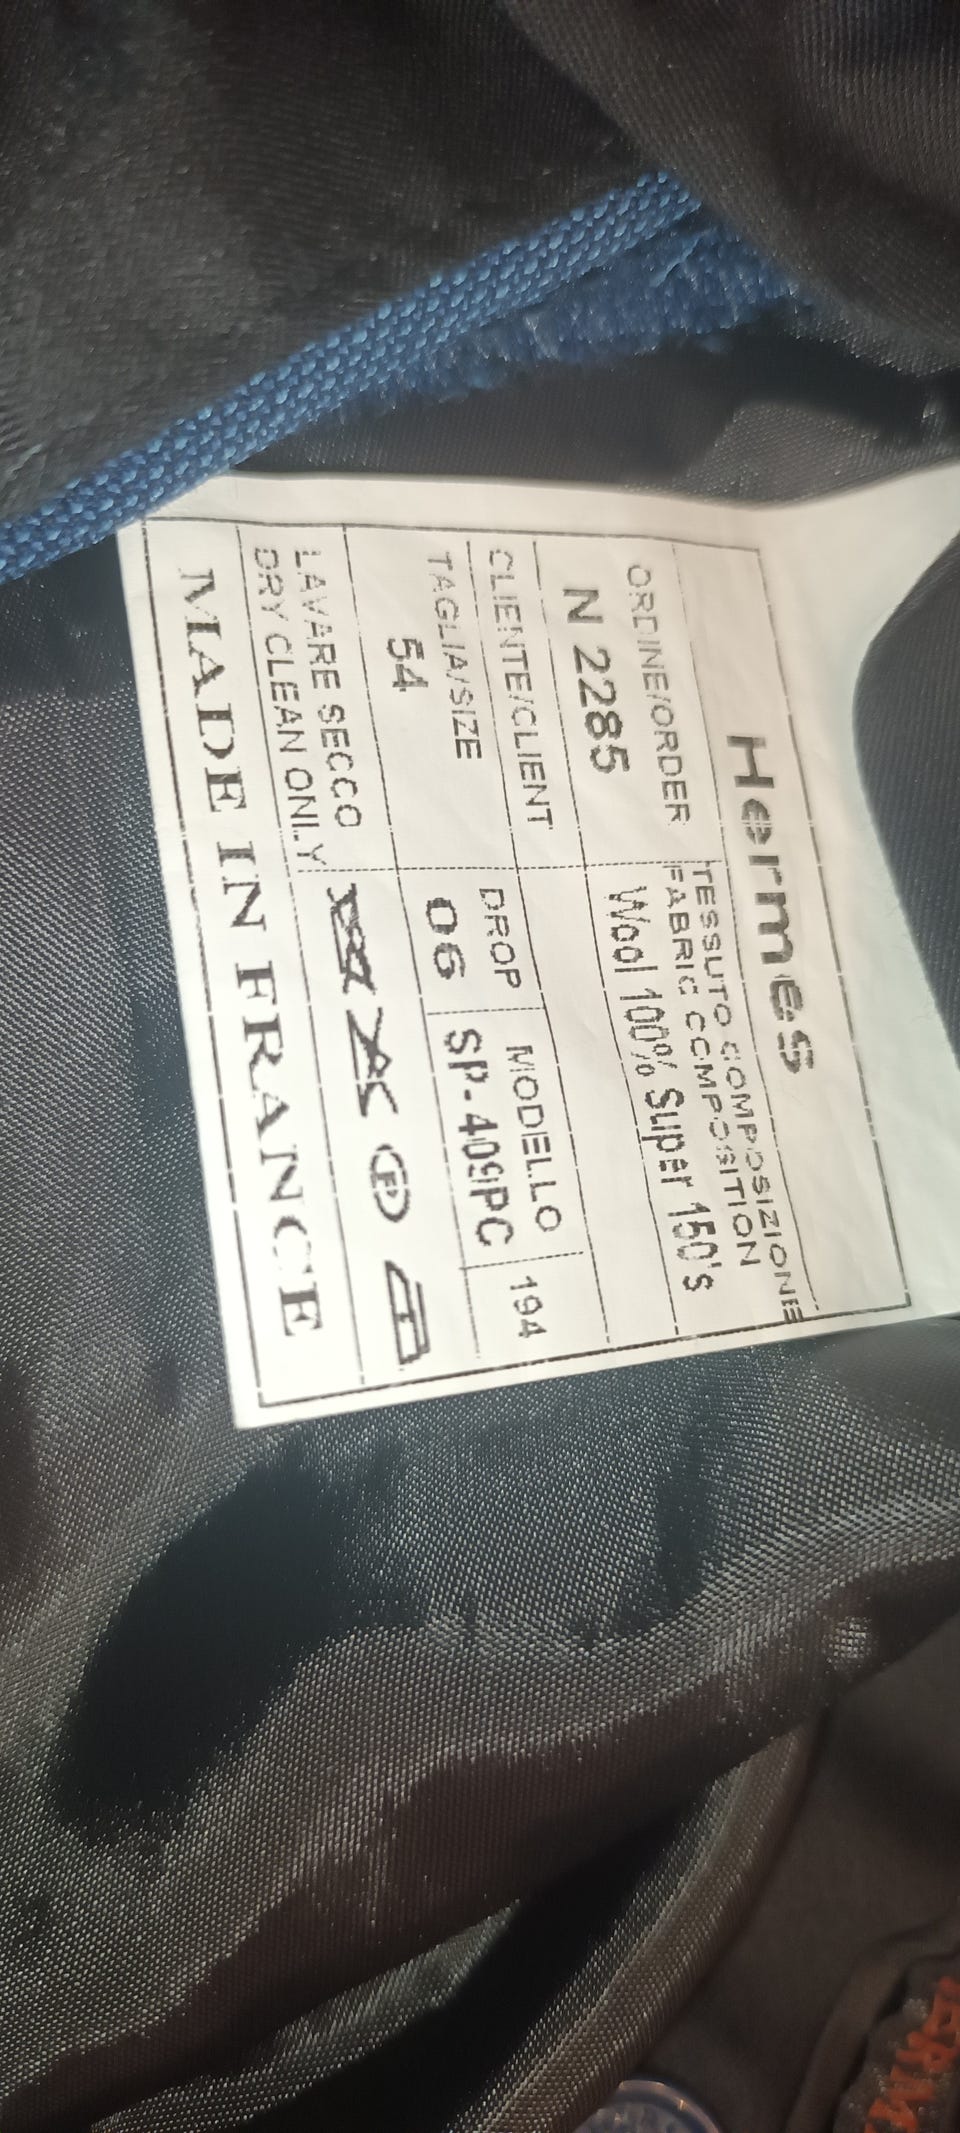 Hermes
ORDINE/ORDER
N 2285
TESSUTO COMPOSIZIONE
FABRIC COMPOSITION
Wool 100% Super 150's
CLIENTE/CLIENT
TAGLIA/SIZE
54
DROP
06
MODELLO
SP-409PC
194
LAVARE SECCO
DRY CLEAN ONLY
P
MADE IN FRANCE